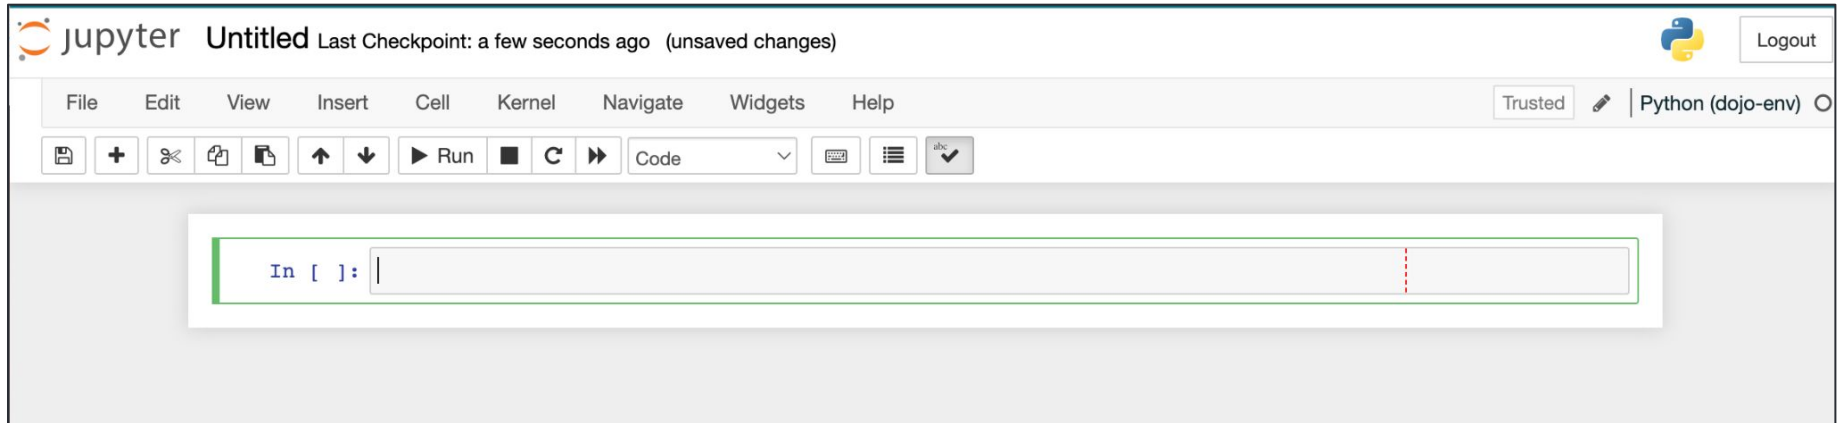 jupyter Untitled Last Checkpoint: a few seconds ago (unsaved changes) Logout
File Edit View Insert Cell Kernel Navigate Widgets Help Trusted Python (dojo-env)
Run Code abc
In [ ]: